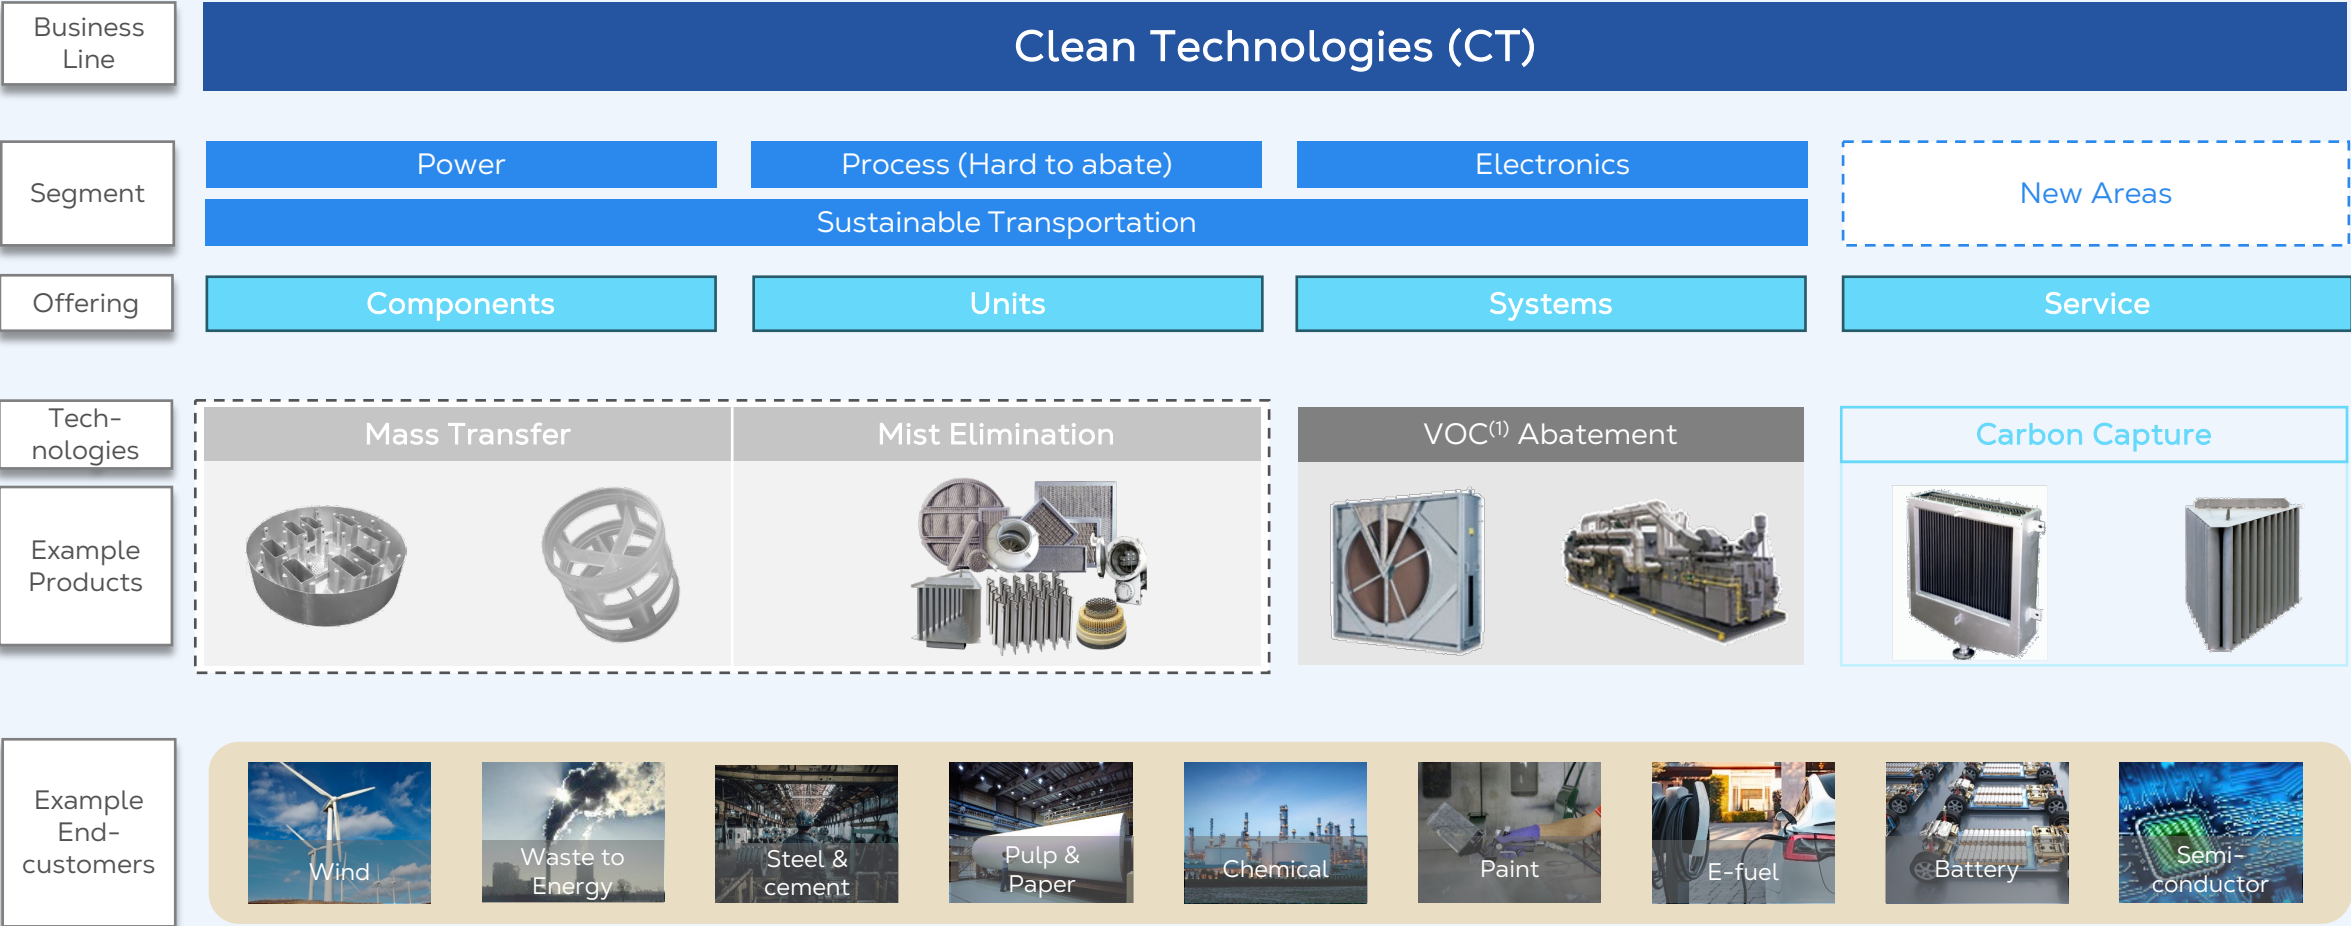 Business
Line
Clean Technologies (CT)
Segment
Power
Process (Hard to abate)
Electronics
New Areas
Sustainable Transportation
Offering
Components
Units
Systems
Service
Tech-
nologies
Mass Transfer
Mist Elimination
VOC(1) Abatement
Carbon Capture
Example
Products
Example
End-
customers
Wind
Waste to
Energy
Steel &
cement
Pulp &
Paper
Chemical
Paint
E-fuel
Battery
Semi-
conductor